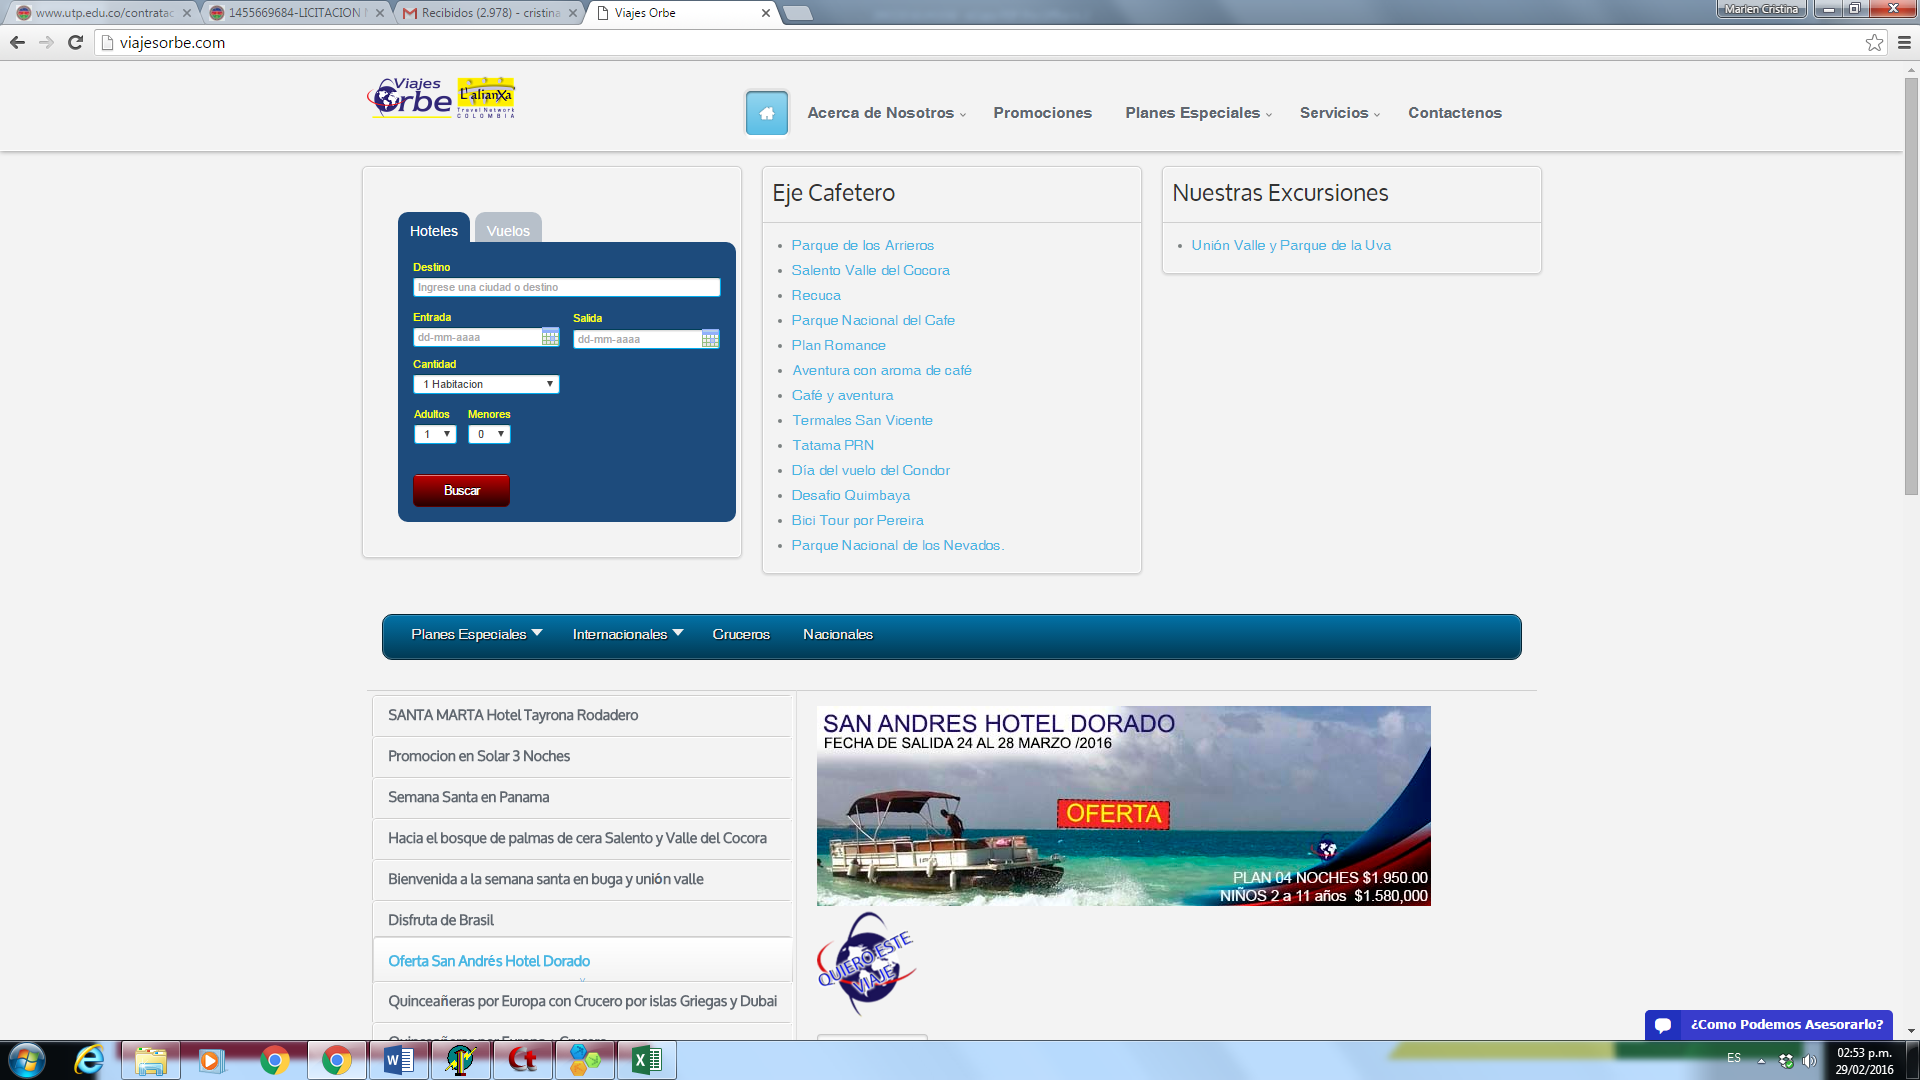 www.utp.edu.co/contratac
1455669684-LICITACION
Recibidos (2.978) - cristina
Viajes Orbe
Marlen Cristina
viajesorbe.com
Viajes
Orbe
L'alianxa
Travel Network
COLOMBIA
Acerca de Nosotros
Promociones
Planes Especiales
Servicios
Contactenos
Hoteles
Vuelos
Destino
Ingrese una ciudad o destino
Entrada
Salida
dd-mm-aaaa
dd-mm-aaaa
Cantidad
1 Habitacion
Adultos
Menores
1
0
Buscar
Eje Cafetero
Parque de los Arrieros
Salento Valle del Cocora
Recuca
Parque Nacional del Cafe
Plan Romance
Aventura con aroma de café
Café y aventura
Termales San Vicente
Tatama PRN
Día del vuelo del Condor
Desafio Quimbaya
Bici Tour por Pereira
Parque Nacional de los Nevados.
Nuestras Excursiones
Unión Valle y Parque de la Uva
Planes Especiales
Internacionales
Cruceros
Nacionales
SANTA MARTA Hotel Tayrona Rodadero
Promocion en Solar 3 Noches
Semana Santa en Panama
Hacia el bosque de palmas de cera Salento y Valle del Cocora
Bienvenida a la semana santa en buga y unión valle
Disfruta de Brasil
Oferta San Andrés Hotel Dorado
Quinceañeras por Europa con Crucero por islas Griegas y Dubai
Quinceañeras por Europa y Crucero
SAN ANDRES HOTEL DORADO
FECHA DE SALIDA 24 AL 28 MARZO /2016
OFERTA
PLAN 04 NOCHES $1.950.00
NIÑOS 2 a 11 años $1.580,000
QUIERO ESTE
VIAJE
¿Como Podemos Asesorarlo?
ES
02:53 p.m.
29/02/2016